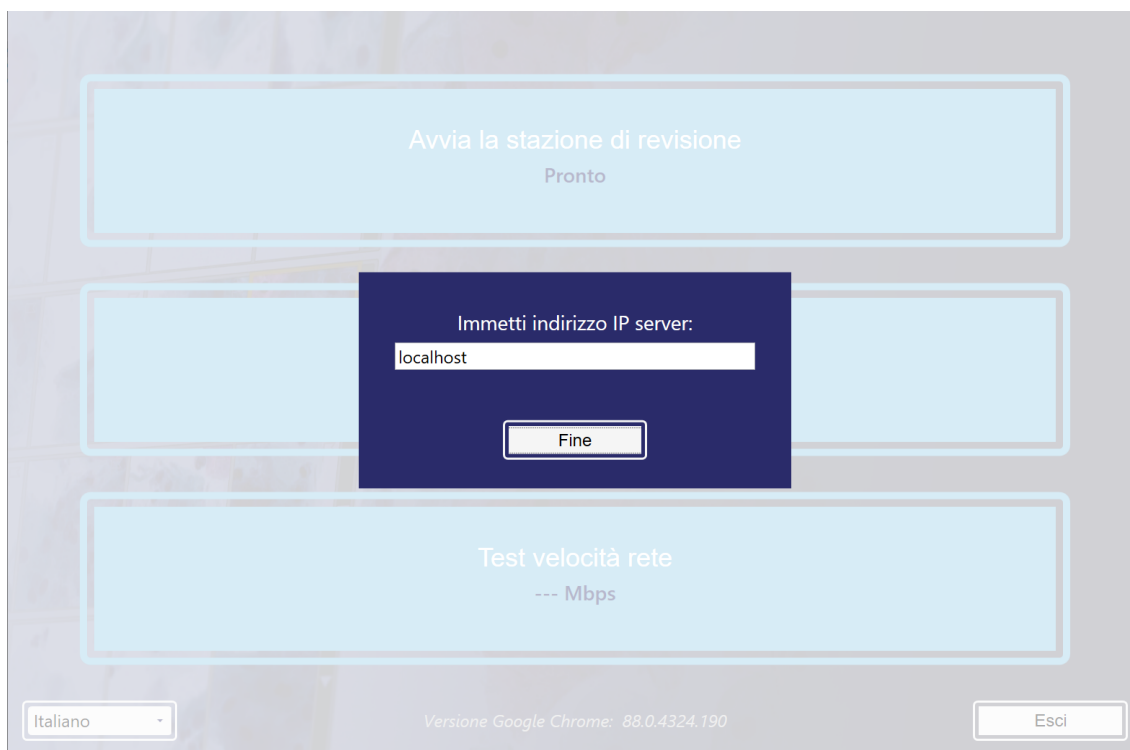 Avvia la stazione di revisione
Pronto
Immetti indirizzo IP server:
localhost
Fine
Test velocità rete
--- Mbps
Italiano
Versione Google Chrome: 88.0.4324.190
Esci